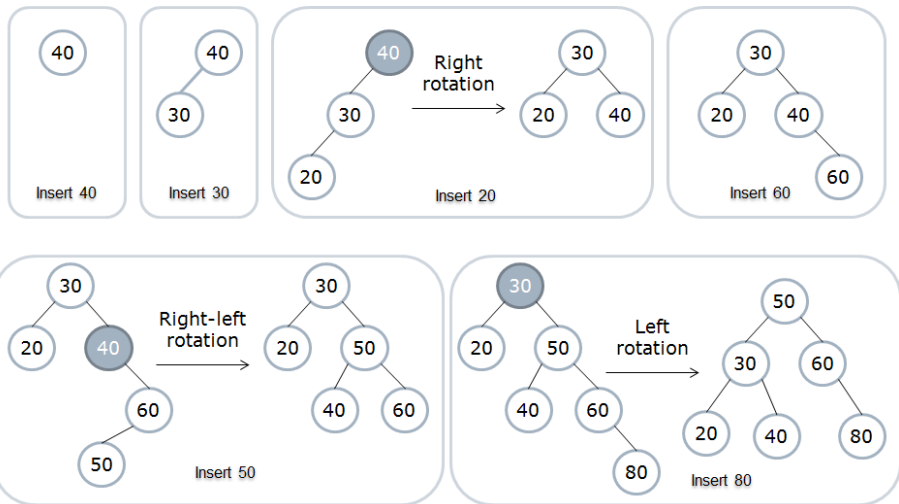 40
Insert 40
40
30
Insert 30
40
30
20
Right
rotation
30
20 40
Insert 20
30
20 40
60
Insert 60
30
20 40
60
50
Right-left
rotation
30
20 50
40 60
Insert 50
30
20 50
40 60
80
Left
rotation
50
30 60
20 40 80
Insert 80